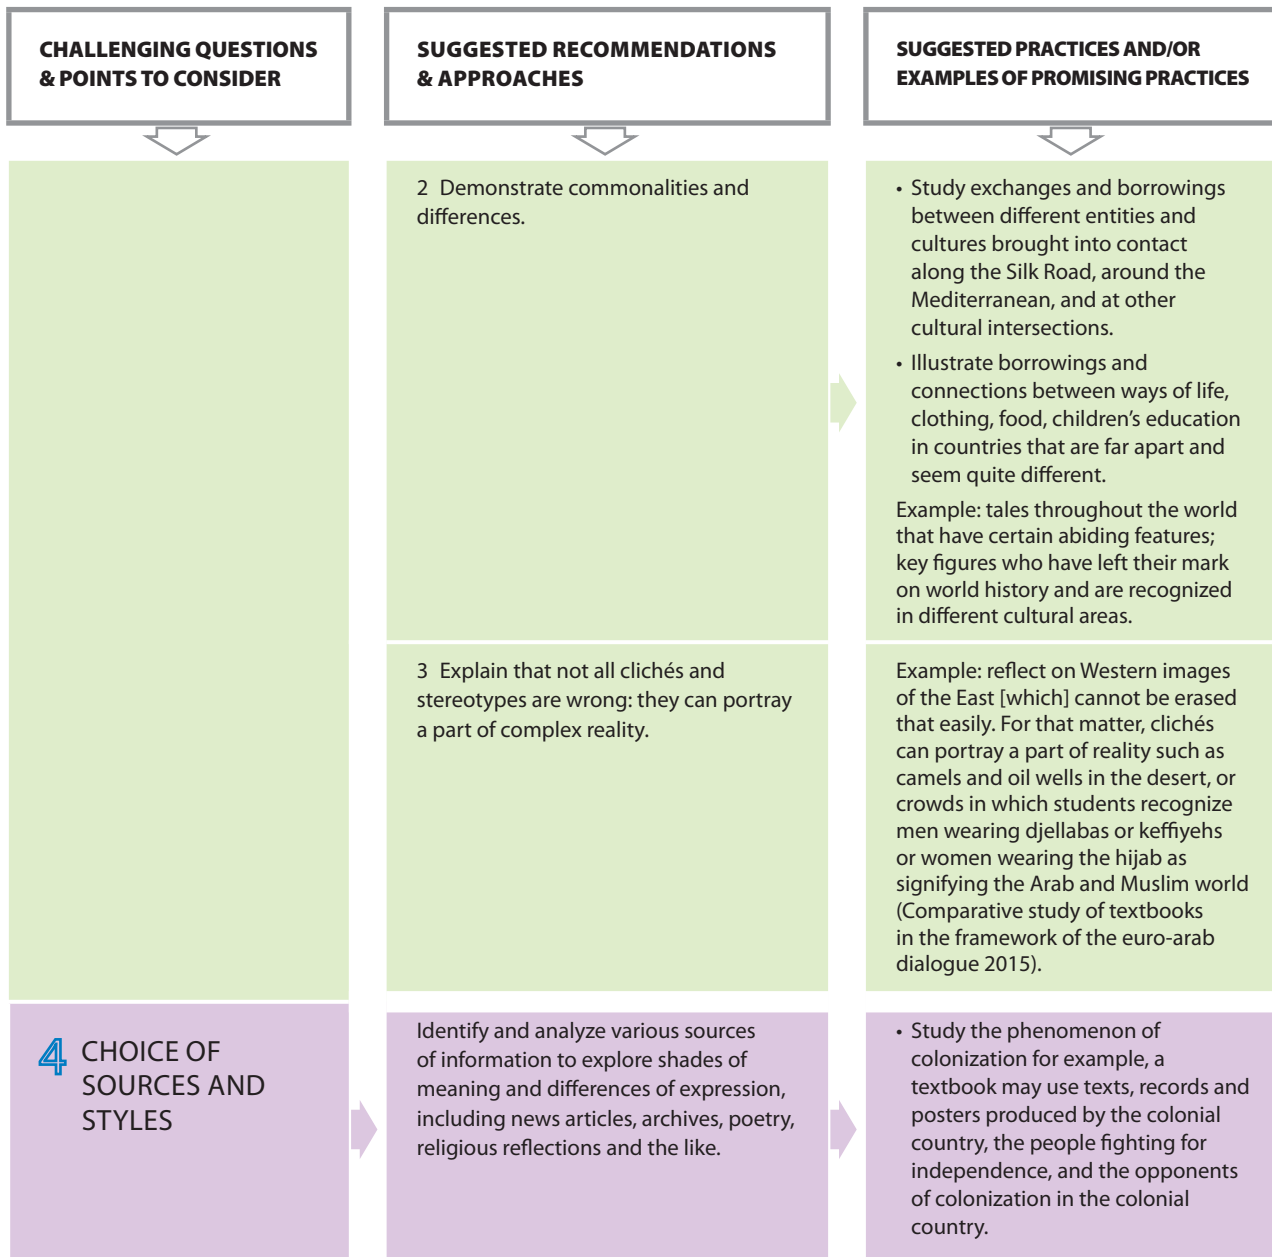 CHALLENGING QUESTIONS
& POINTS TO CONSIDER
SUGGESTED RECOMMENDATIONS
& APPROACHES
SUGGESTED PRACTICES AND/OR
EXAMPLES OF PROMISING PRACTICES
2 Demonstrate commonalities and
differences.
• Study exchanges and borrowings
between different entities and
cultures brought into contact
along the Silk Road, around the
Mediterranean, and at other
cultural intersections.
• Illustrate borrowings and
connections between ways of life,
clothing, food, children’s education
in countries that are far apart and
seem quite different.
Example: tales throughout the world
that have certain abiding features;
key figures who have left their mark
on world history and are recognized
in different cultural areas.
3 Explain that not all clichés and
stereotypes are wrong: they can portray
a part of complex reality.
Example: reflect on Western images
of the East [which] cannot be erased
that easily. For that matter, clichés
can portray a part of reality such as
camels and oil wells in the desert, or
crowds in which students recognize
men wearing djellabas or keffiyehs
or women wearing the hijab as
signifying the Arab and Muslim world
(Comparative study of textbooks
in the framework of the euro-arab
dialogue 2015).
4 CHOICE OF
SOURCES AND
STYLES
Identify and analyze various sources
of information to explore shades of
meaning and differences of expression,
including news articles, archives, poetry,
religious reflections and the like.
• Study the phenomenon of
colonization for example, a
textbook may use texts, records and
posters produced by the colonial
country, the people fighting for
independence, and the opponents
of colonization in the colonial
country.